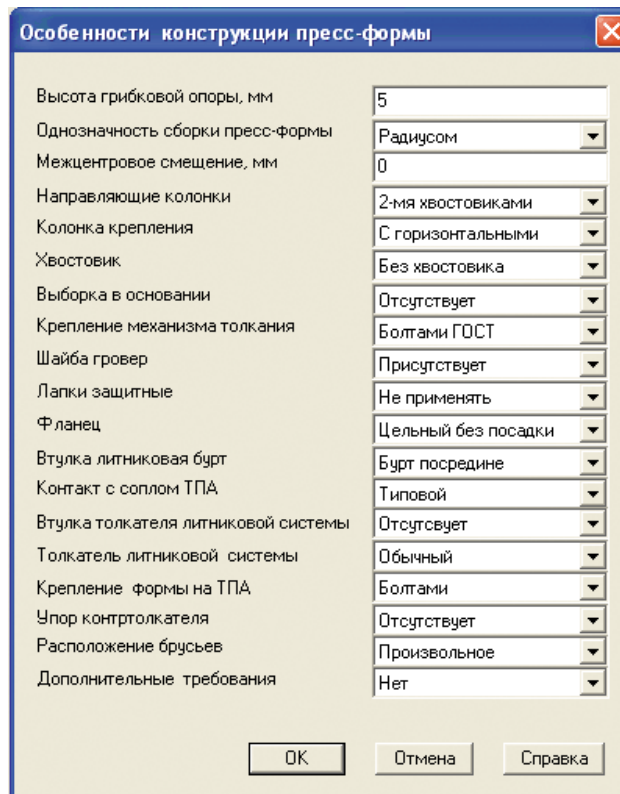 Особенности конструкции пресс-формы
Высота грибковой опоры, мм 5
Однозначность сборки пресс-формы Радиусом
Межцентровое смещение, мм 0
Направляющие колонки 2-мя хвостовиками
Колонка крепления С горизонтальными
Хвостовик Без хвостовика
Выборка в основании Отсутствует
Крепление механизма толкания Болтами ГОСТ
Шайба гровер Присутствует
Лапки защитные Не применять
Фланец Цельный без посадки
Втулка литниковая бурт Бурт посредине
Контакт с соплом ТПА Типовой
Втулка толкателя литниковой системы Отсутсвует
Толкатель литниковой системы Обычный
Крепление формы на ТПА Болтами
Упор контртолкателя Отсутствует
Расположение брусьев Произвольное
Дополнительные требования Нет
OK Отмена Справка